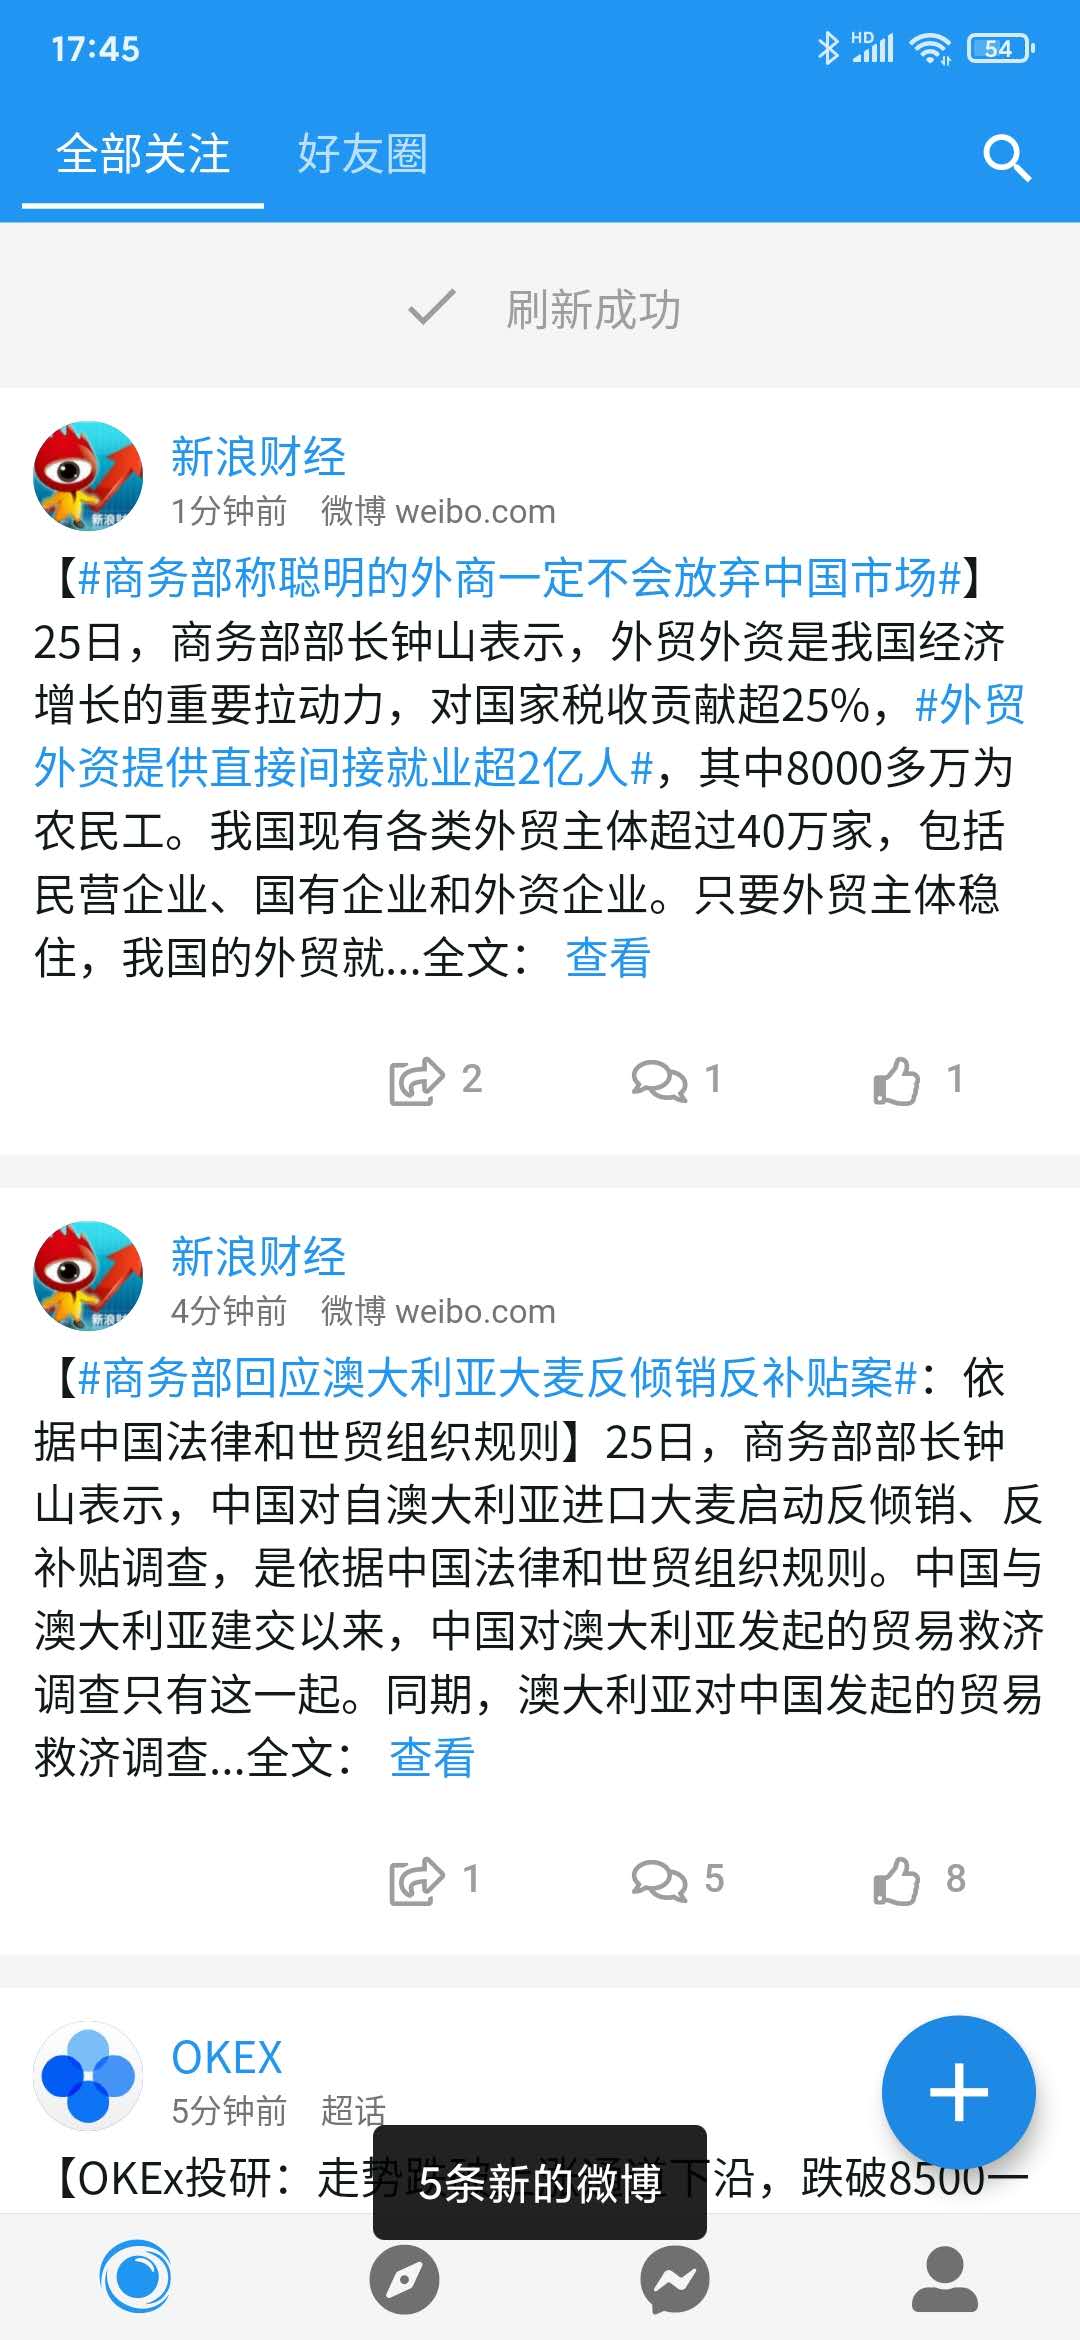 17:45
HD
54
全部关注 好友圈
刷新成功
新浪财经
1分钟前 微博 weibo.com
【#商务部称聪明的外商一定不会放弃中国市场#】
25日，商务部部长钟山表示，外贸外资是我国经济
增长的重要拉动力，对国家税收贡献超25%，#外贸
外资提供直接间接就业超2亿人#，其中8000多万为
农民工。我国现有各类外贸主体超过40万家，包括
民营企业、国有企业和外资企业。只要外贸主体稳
住，我国的外贸就...全文： 查看
2 1 1
新浪财经
4分钟前 微博 weibo.com
【#商务部回应澳大利亚大麦反倾销反补贴案#：依
据中国法律和世贸组织规则】25日，商务部部长钟
山表示，中国对自澳大利亚进口大麦启动反倾销、反
补贴调查，是依据中国法律和世贸组织规则。中国与
澳大利亚建交以来，中国对澳大利亚发起的贸易救济
调查只有这一起。同期，澳大利亚对中国发起的贸易
救济调查...全文： 查看
1 5 8
OKEX
5分钟前 超话
【OKEx投研：走势跌破上涨通道下沿，跌破8500一
5条新的微博